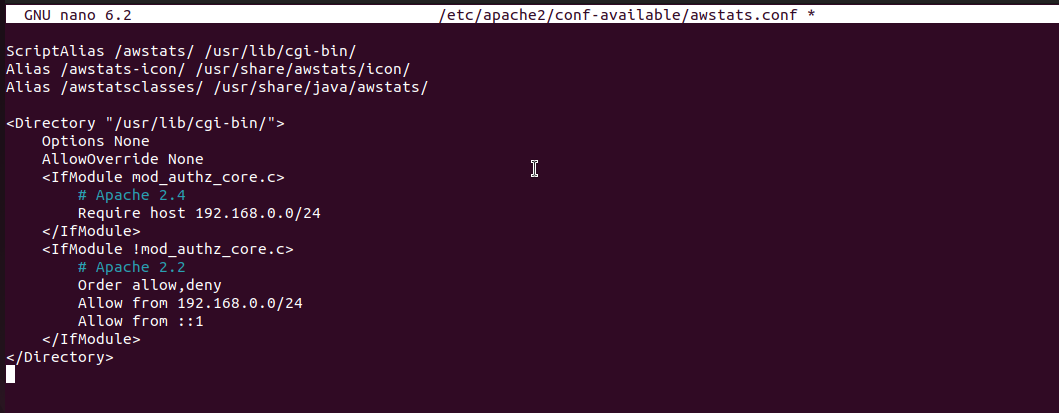 GNU nano 6.2 /etc/apache2/conf-available/awstats.conf *
ScriptAlias /awstats/ /usr/lib/cgi-bin/
Alias /awstats-icon/ /usr/share/awstats/icon/
Alias /awstatsclasses/ /usr/share/java/awstats/
<Directory "/usr/lib/cgi-bin/">
    Options None
    AllowOverride None
    <IfModule mod_authz_core.c>
        # Apache 2.4
        Require host 192.168.0.0/24
    </IfModule>
    <IfModule !mod_authz_core.c>
        # Apache 2.2
        Order allow,deny
        Allow from 192.168.0.0/24
        Allow from ::1
    </IfModule>
</Directory>